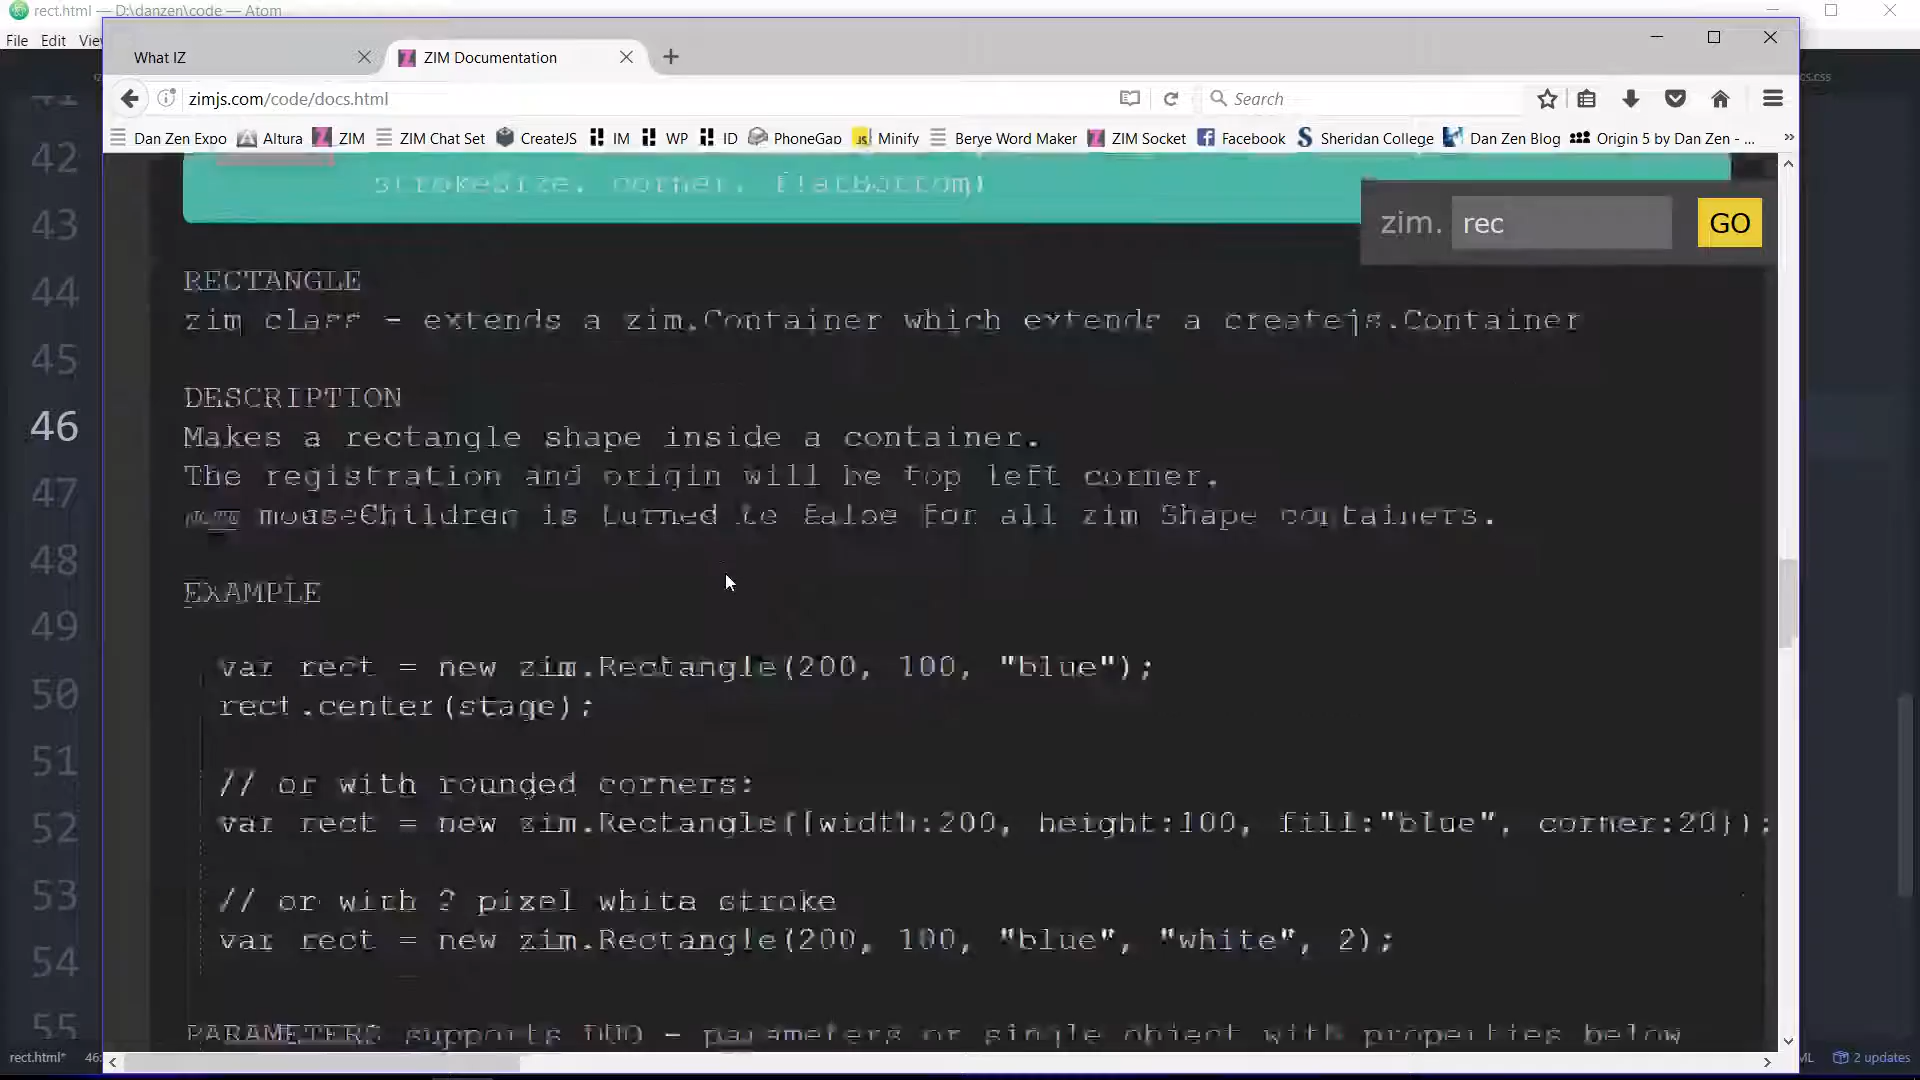 rect.html — D:\danzen\code — Atom
File Edit View
What IZ
ZIM Documentation
zimjs.com/code/docs.html
Search
Dan Zen Expo Altura ZIM ZIM Chat Set CreateJS IM WP ID PhoneGap Minify Berye Word Maker ZIM Socket Facebook Sheridan College Dan Zen Blog Origin 5 by Dan Zen - ...
strokeSize, corner, flatBottom)
zim. rec GO
RECTANGLE
zim class - extends a zim.Container which extends a createjs.Container
DESCRIPTION
Makes a rectangle shape inside a container.
The registration and origin will be top left corner.
mouseChildren is turned to false for all zim Shape containers.
EXAMPLE
var rect = new zim.Rectangle(200, 100, "blue");
rect.center(stage);
// or with rounded corners:
var rect = new zim.Rectangle({width:200, height:100, fill:"blue", corner:20});
// or with 2 pixel white stroke
var rect = new zim.Rectangle(200, 100, "blue", "white", 2);
PARAMETERS supports DUO - parameters or single object with properties below
41
42
43
44
45
46
47
48
49
50
51
52
53
54
55
rect.html* 46:
2 updates